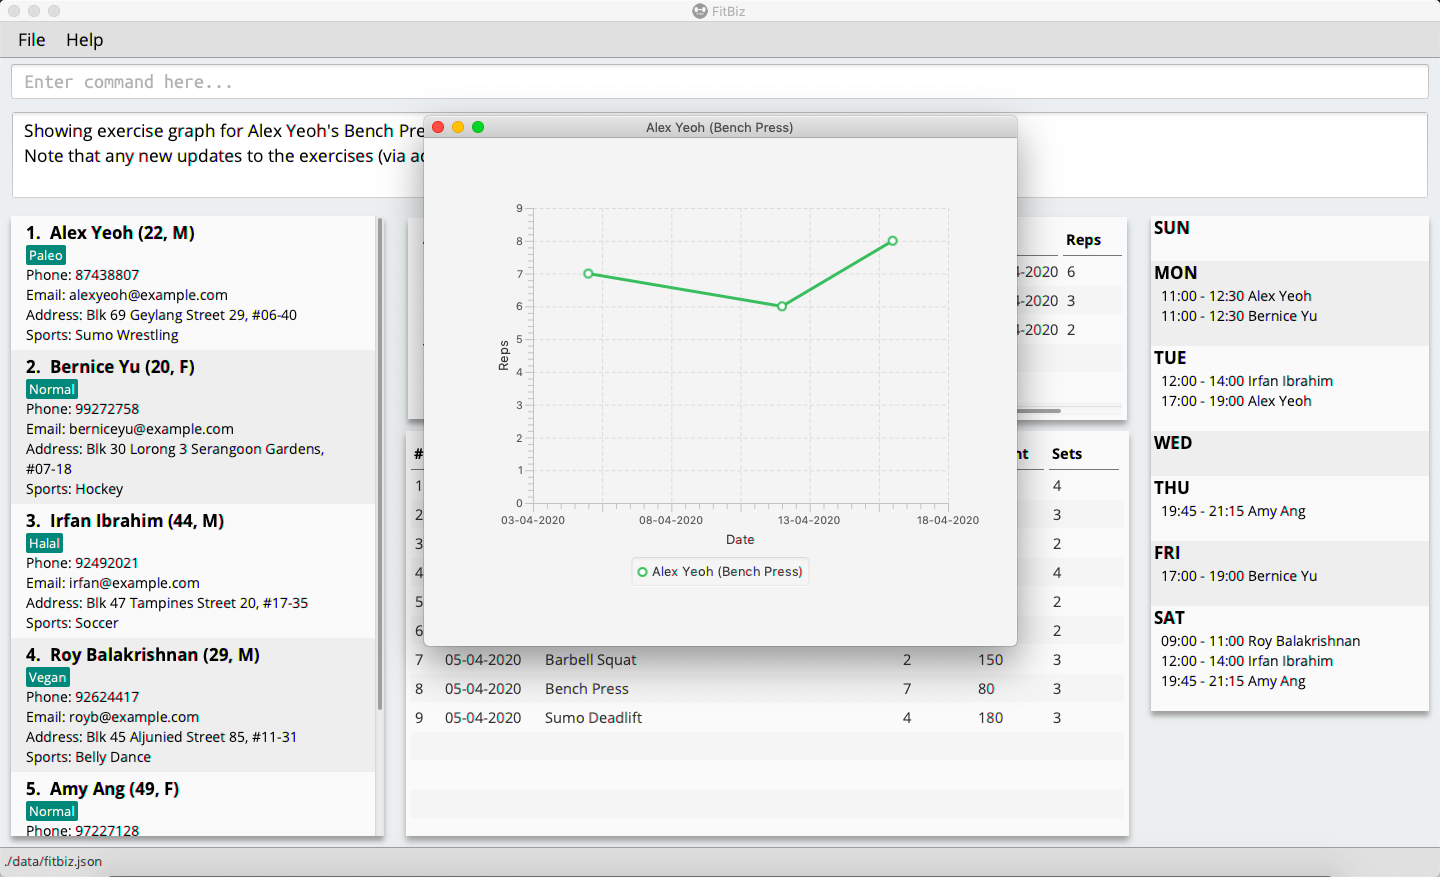 FitBiz
File Help
Enter command here...
Showing exercise graph for Alex Yeoh's Bench
Note that any new updates to the exercises (via
1. Alex Yeoh (22, M)
Paleo
Phone: 87438807
Email: alexyeoh@example.com
Address: Blk 69 Geylang Street 29, #06-40
Sports: Sumo Wrestling
2. Bernice Yu (20, F)
Normal
Phone: 99272758
Email: berniceyu@example.com
Address: Blk 30 Lorong 3 Serangoon Gardens,
#07-18
Sports: Hockey
3. Irfan Ibrahim (44, M)
Halal
Phone: 92492021
Email: irfan@example.com
Address: Blk 47 Tampines Street 20, #17-35
Sports: Soccer
4. Roy Balakrishnan (29, M)
Vegan
Phone: 92624417
Email: royb@example.com
Address: Blk 45 Aljunied Street 85, #11-31
Sports: Belly Dance
5. Amy Ang (49, F)
Normal
Phone: 97227128
Alex Yeoh (Bench Press)
9
8
7
6
5
4
3
2
1
0
Reps
03-04-2020 08-04-2020 13-04-2020 18-04-2020
Date
Alex Yeoh (Bench Press)
Reps
-2020 6
-2020 3
-2020 2
# Sets
1 4
2 3
3 2
4 4
5 2
6 2
7 05-04-2020 Barbell Squat 2 150 3
8 05-04-2020 Bench Press 7 80 3
9 05-04-2020 Sumo Deadlift 4 180 3
SUN
MON
11:00 - 12:30 Alex Yeoh
11:00 - 12:30 Bernice Yu
TUE
12:00 - 14:00 Irfan Ibrahim
17:00 - 19:00 Alex Yeoh
WED
THU
19:45 - 21:15 Amy Ang
FRI
17:00 - 19:00 Bernice Yu
SAT
09:00 - 11:00 Roy Balakrishnan
12:00 - 14:00 Irfan Ibrahim
19:45 - 21:15 Amy Ang
./data/fitbiz.json